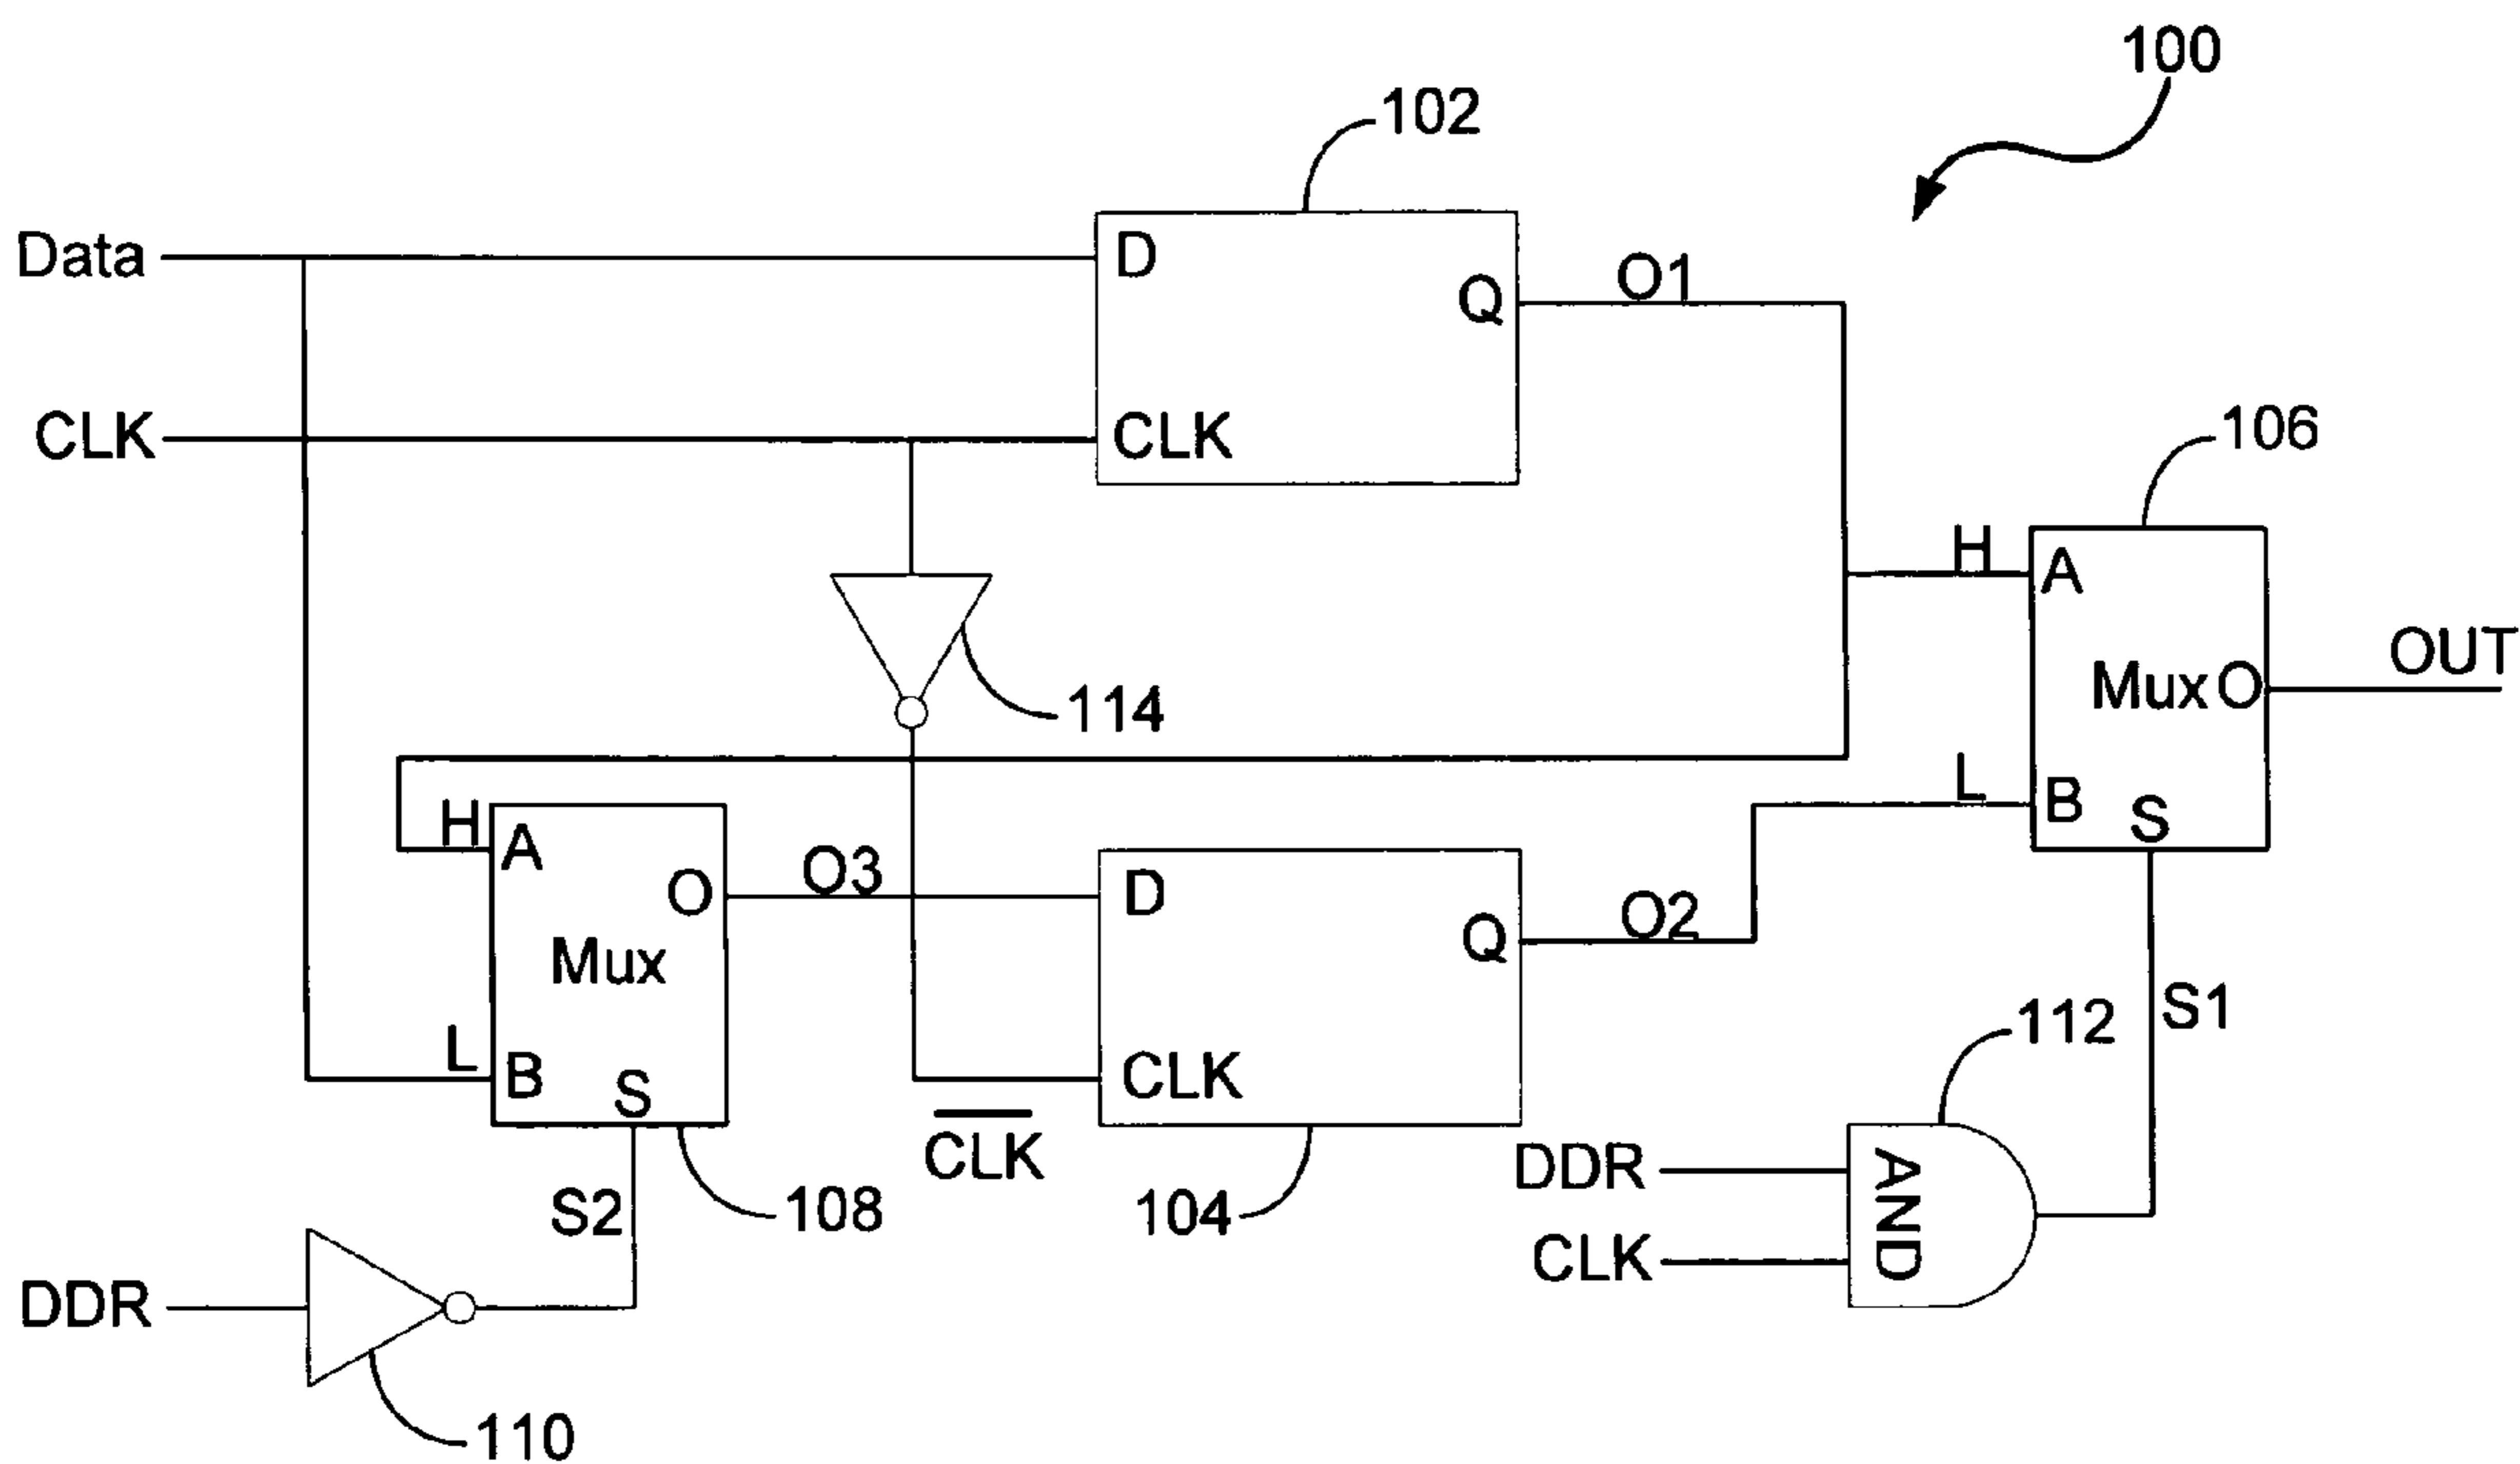 100
102
Data
D
O1
Q
CLK
CLK
106
H
A
114
Mux O
OUT
L
B
S
H
A
O
O3
D
Q
O2
Mux
L
B
S
CLK
CLK
S1
112
S2
108
104
DDR
CLK
AND
DDR
110